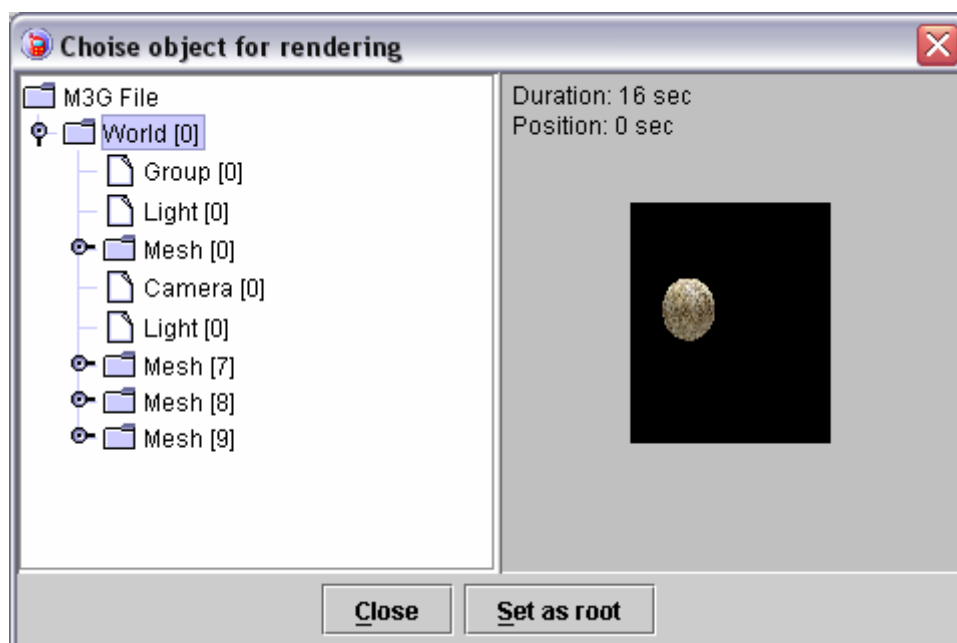 Choise object for rendering
M3G File
World [0]
Group [0]
Light [0]
Mesh [0]
Camera [0]
Light [0]
Mesh [7]
Mesh [8]
Mesh [9]
Duration: 16 sec
Position: 0 sec
Close
Set as root